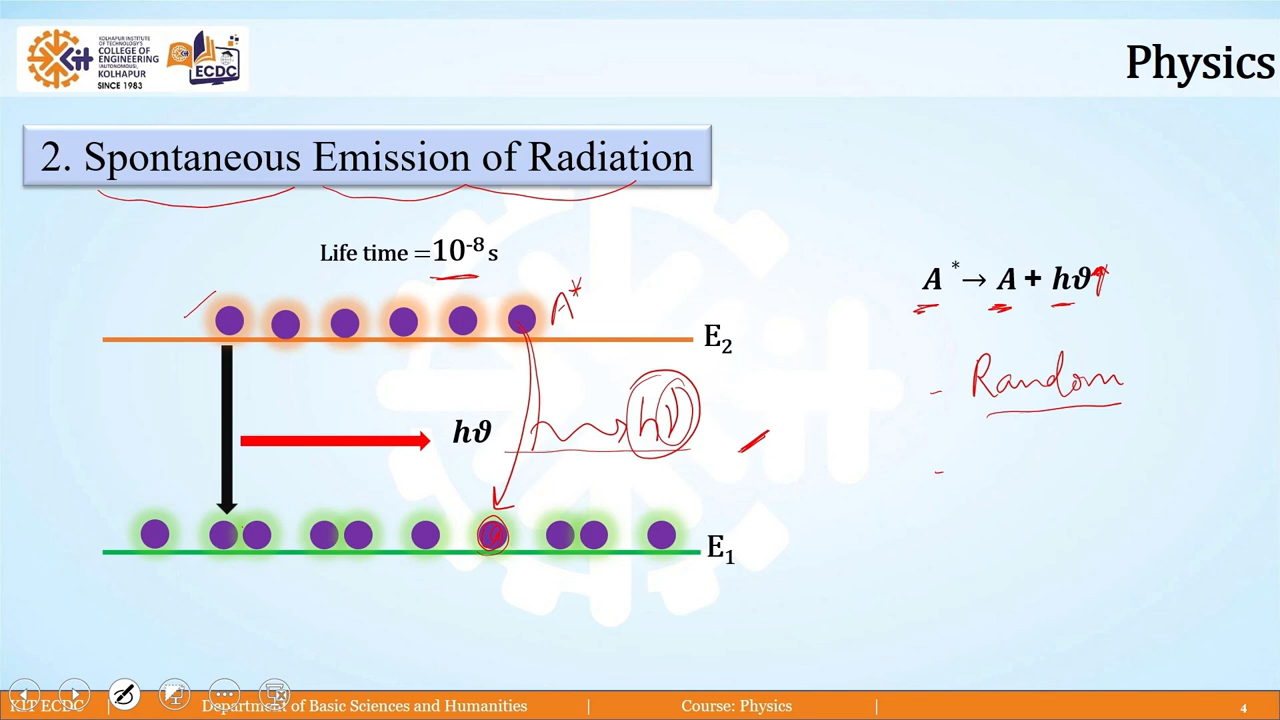 KOLHAPUR INSTITUTE
OF TECHNOLOGY'S
COLLEGE OF
ENGINEERING
(AUTONOMOUS),
KOLHAPUR
SINCE 1983
Kit
ECDC
Physics
2. Spontaneous Emission of Radiation
Life time =10⁻⁸ s
A* → A + hϑ
A*
E₂
Random
hϑ
hν
E₁
KIT ECDC | Department of Basic Sciences and Humanities | Course: Physics | 4